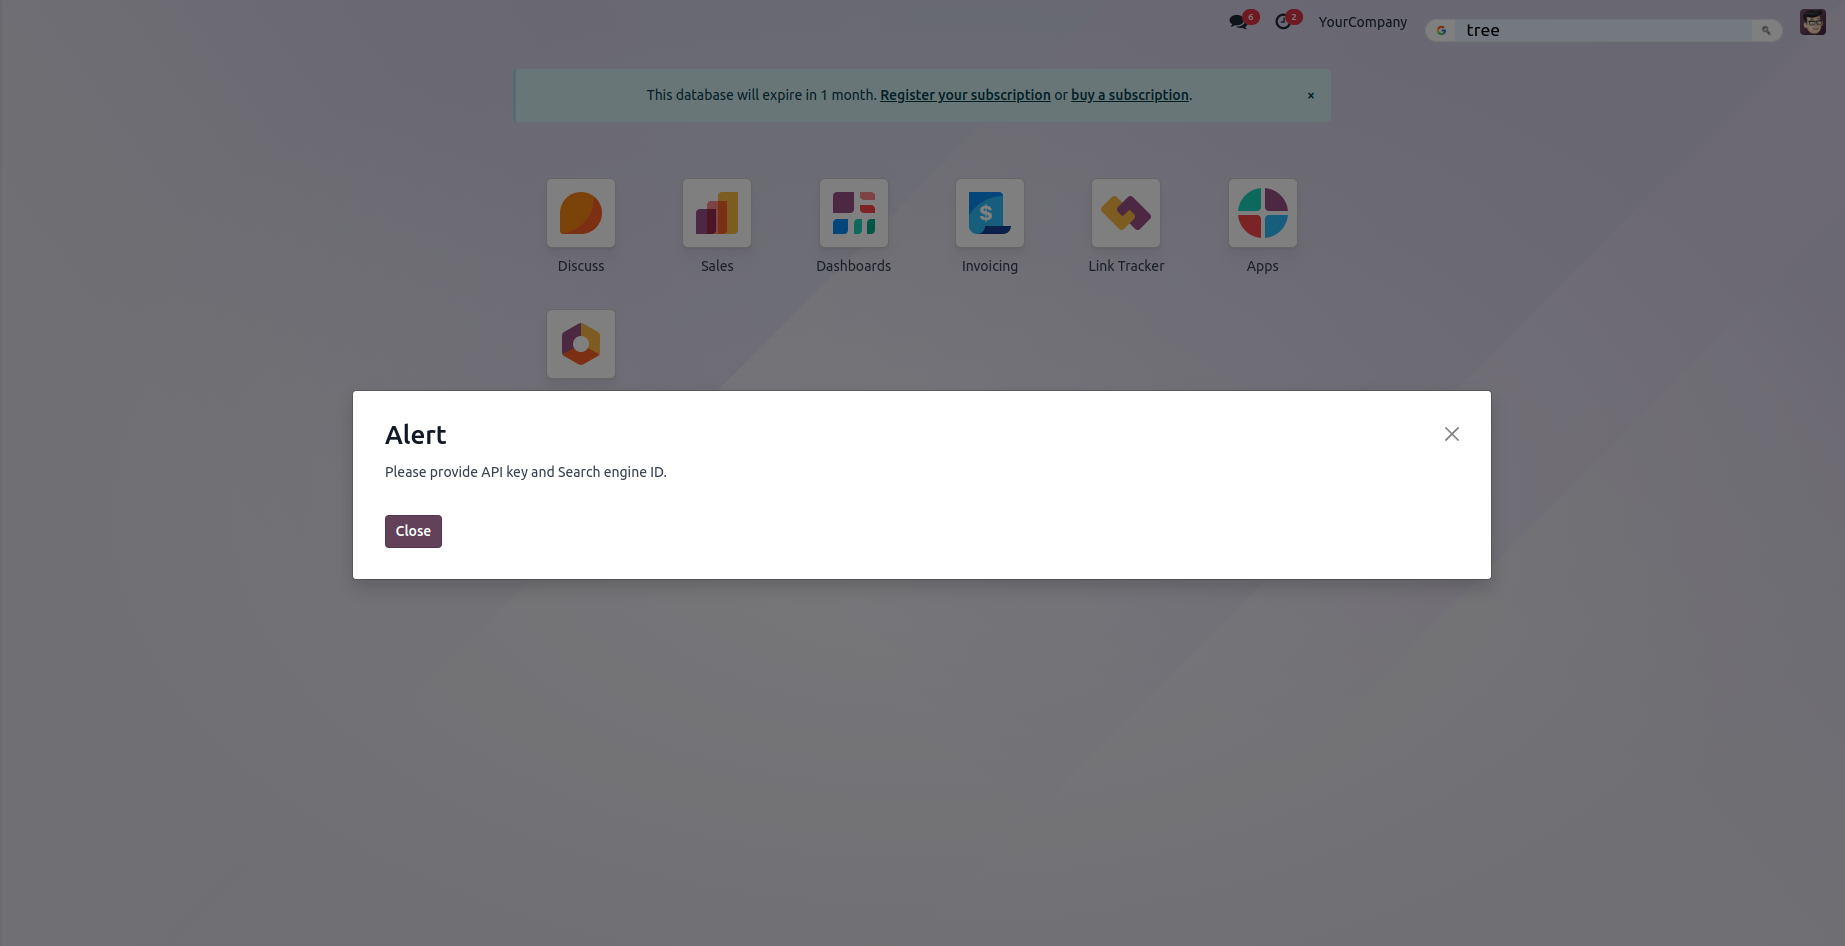 6
2
YourCompany
tree
This database will expire in 1 month. Register your subscription or buy a subscription.
×
Discuss
Sales
Dashboards
$
Invoicing
Link Tracker
Apps
Alert
Please provide API key and Search engine ID.
Close